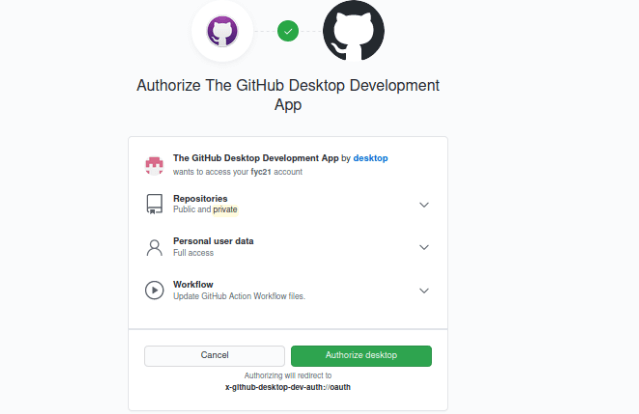 Authorize The GitHub Desktop Development
App
The GitHub Desktop Development App by desktop
wants to access your fyc21 account
Repositories
Public and private
Personal user data
Full access
Workflow
Update GitHub Action Workflow files.
Cancel
Authorize desktop
Authorizing will redirect to
x-github-desktop-dev-auth://oauth